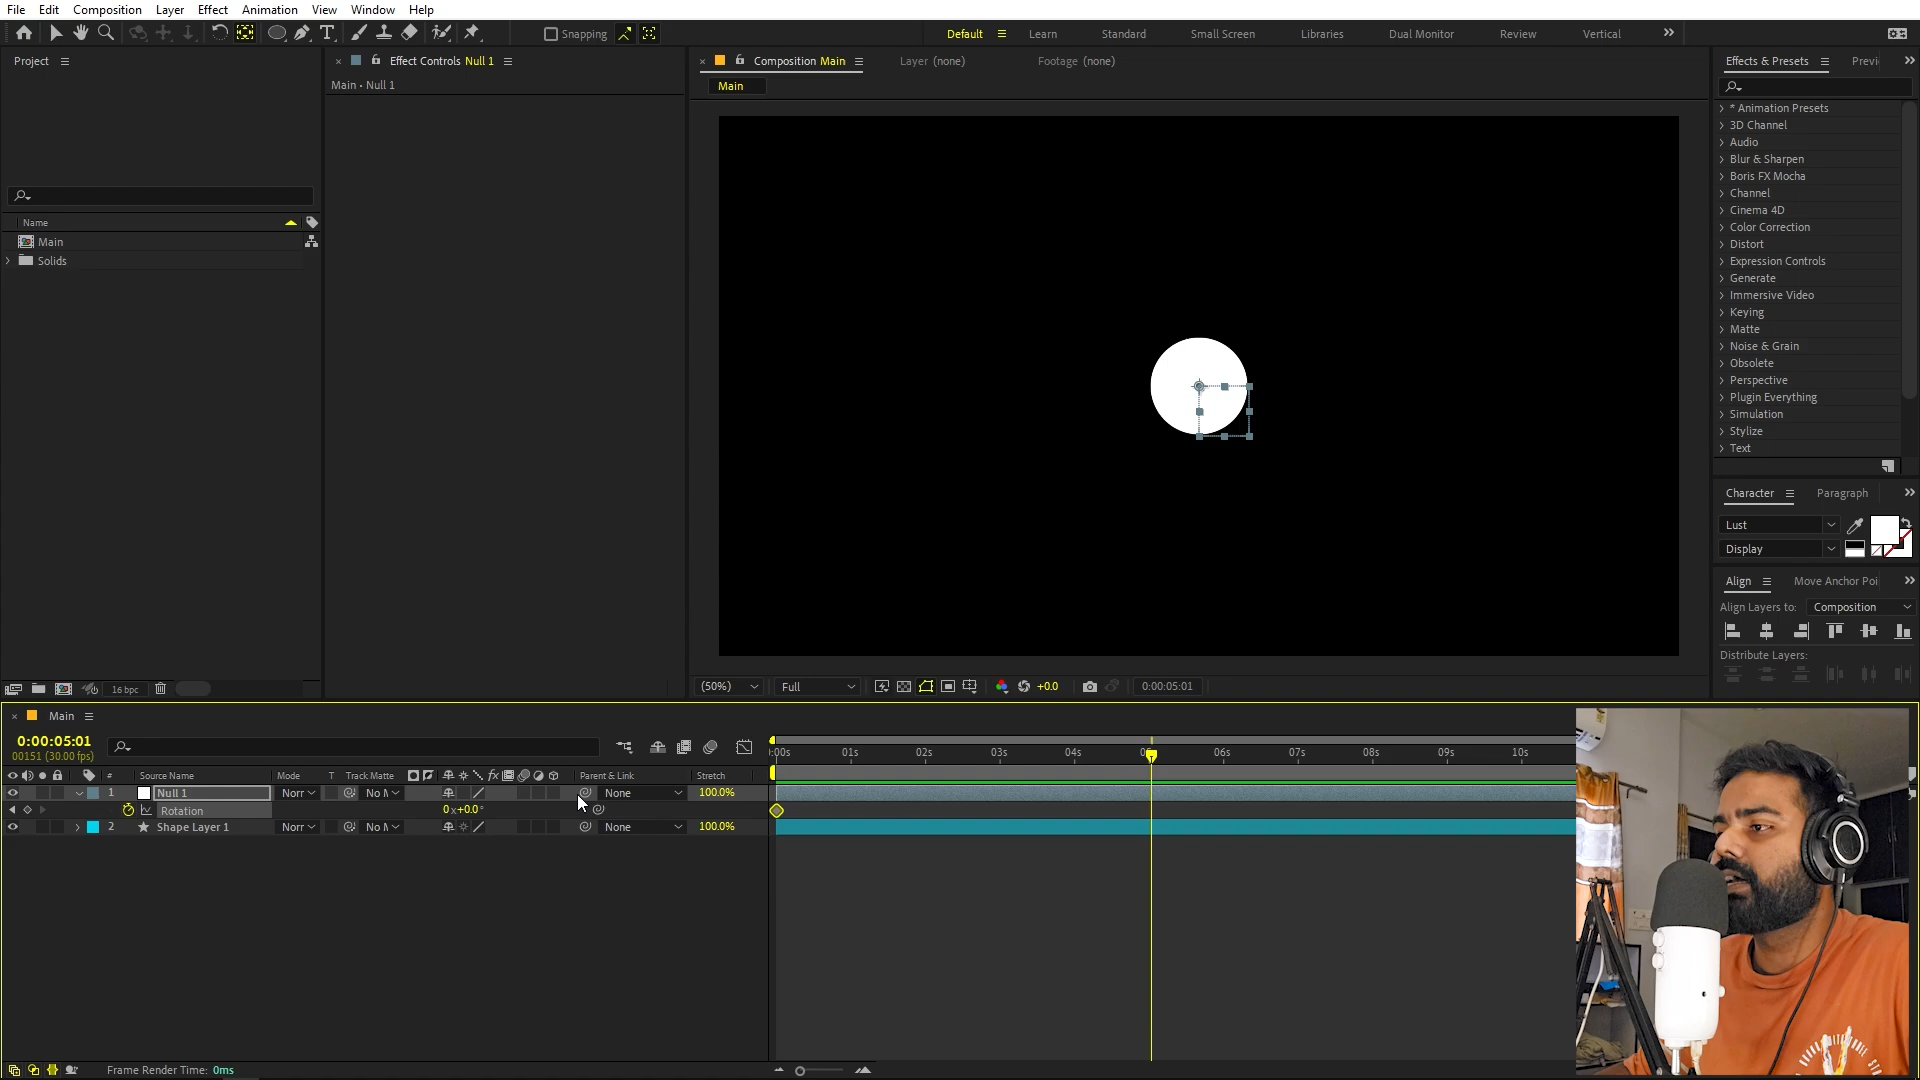 File Edit Composition Layer Effect Animation View Window Help
Snapping
Default Learn Standard Small Screen Libraries Dual Monitor Review Vertical
Project
Effect Controls Null 1
Main • Null 1
Composition Main
Layer (none)
Footage (none)
Main
Effects & Presets
Previ
* Animation Presets
3D Channel
Audio
Blur & Sharpen
Boris FX Mocha
Channel
Cinema 4D
Color Correction
Distort
Expression Controls
Generate
Immersive Video
Keying
Matte
Noise & Grain
Obsolete
Perspective
Plugin Everything
Simulation
Stylize
Text
Name
Main
Solids
Character
Paragraph
Lust
Display
Align
Move Anchor Poi
Align Layers to: Composition
Distribute Layers:
16 bpc
(50%)
Full
+0.0
0:00:05:01
Main
0:00:05:01
00151 (30.00 fps)
:00s 01s 02s 03s 04s 06s 07s 08s 09s 10s
# Source Name Mode T Track Matte fx Parent & Link Stretch
1 Null 1 Norr No M None 100.0%
Rotation 0x+0.0°
2 Shape Layer 1 Norr No M None 100.0%
Frame Render Time: 0ms